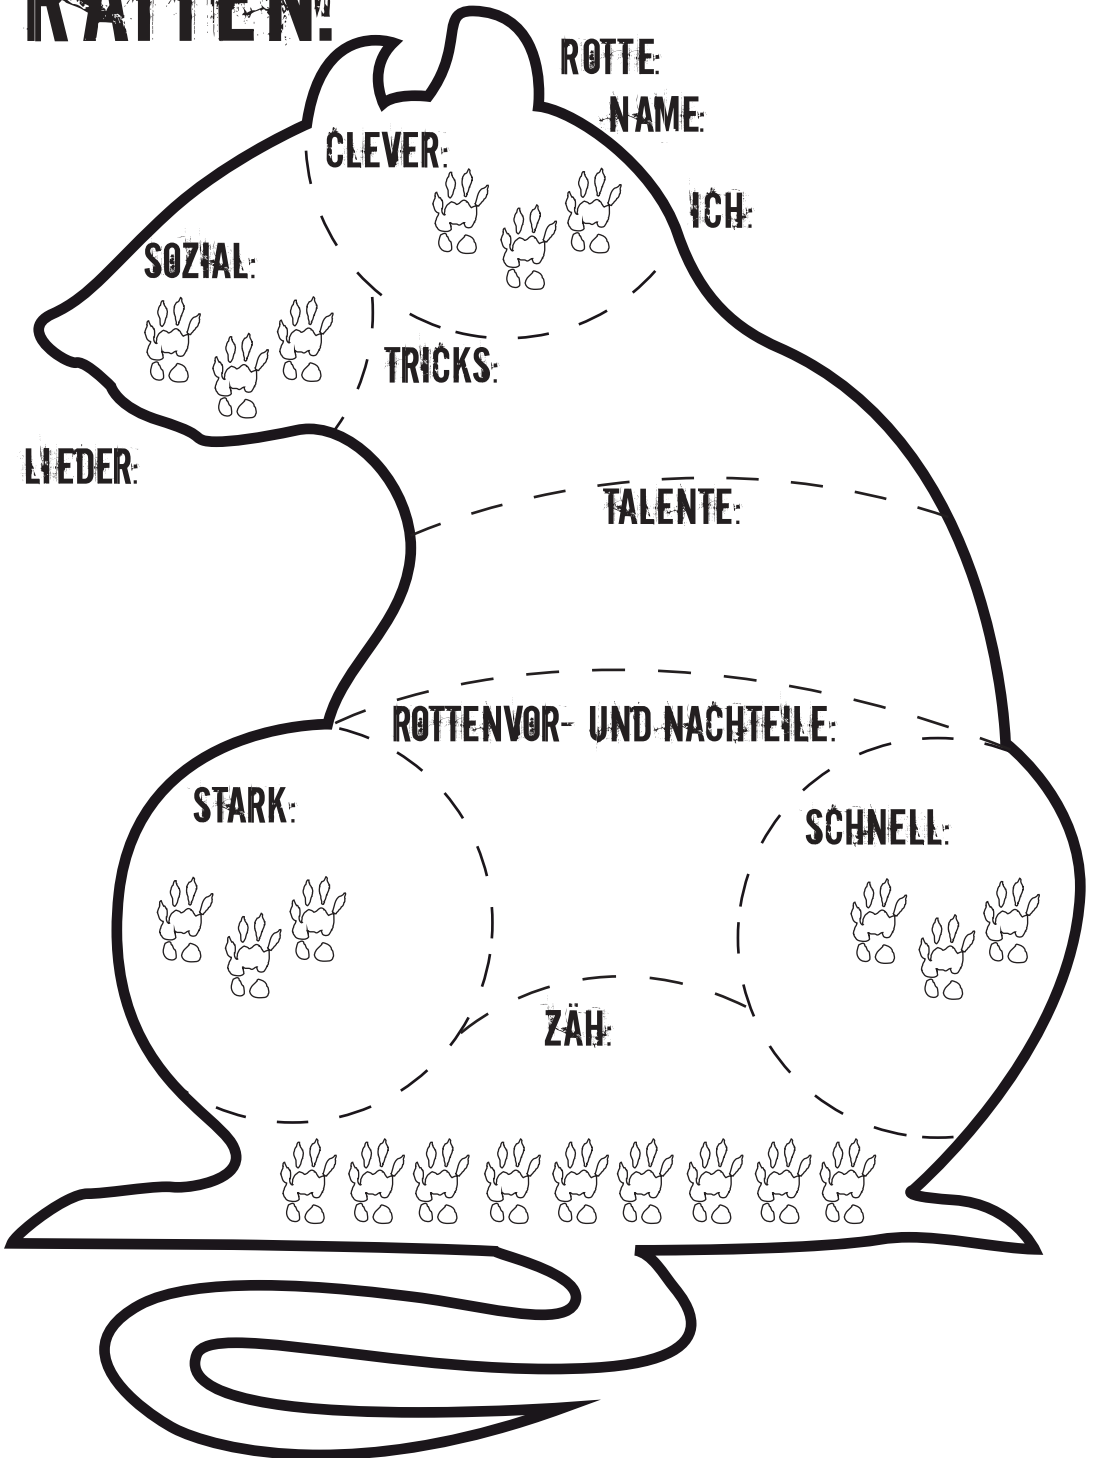 RATTEN!
ROTTE:
NAME:
CLEVER:
ICH:
SOZIAL:
TRICKS:
LIEDER:
TALENTE:
ROTTENVOR- UND NACHTEILE:
STARK:
SCHNELL:
ZÄH: